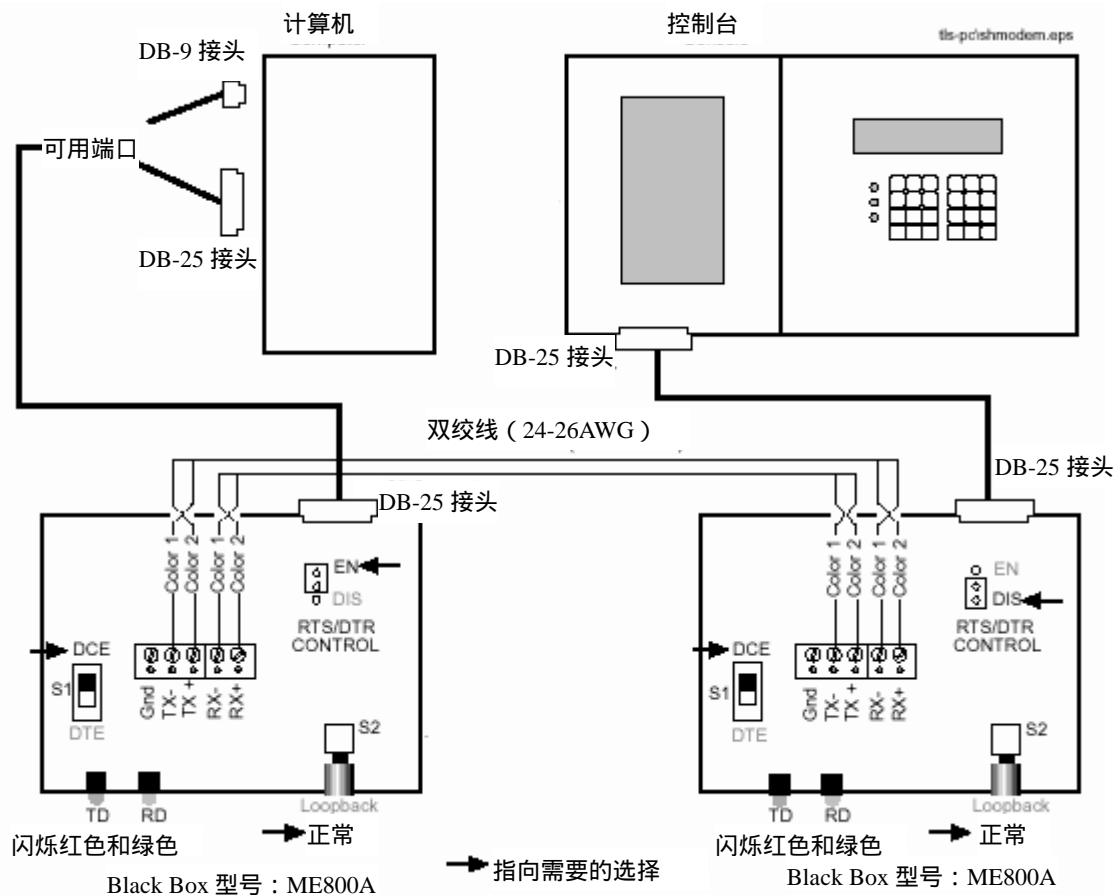 计算机
控制台
tls-pc\shmodem.eps
DB-9 接头
可用端口
DB-25 接头
DB-25 接头
双绞线（24-26AWG）
DB-25 接头
DB-25 接头
Color 1
Color 2
Color 1
Color 2
EN
DIS
RTS/DTR
CONTROL
DCE
S1
DTE
Gnd
TX-
TX+
RX-
RX+
S2
TD
RD
Loopback
闪烁红色和绿色
正常
Black Box 型号：ME800A
指向需要的选择
Color 1
Color 2
Color 1
Color 2
EN
DIS
RTS/DTR
CONTROL
DCE
S1
DTE
Gnd
TX-
TX+
RX-
RX+
S2
TD
RD
Loopback
闪烁红色和绿色
正常
Black Box 型号：ME800A